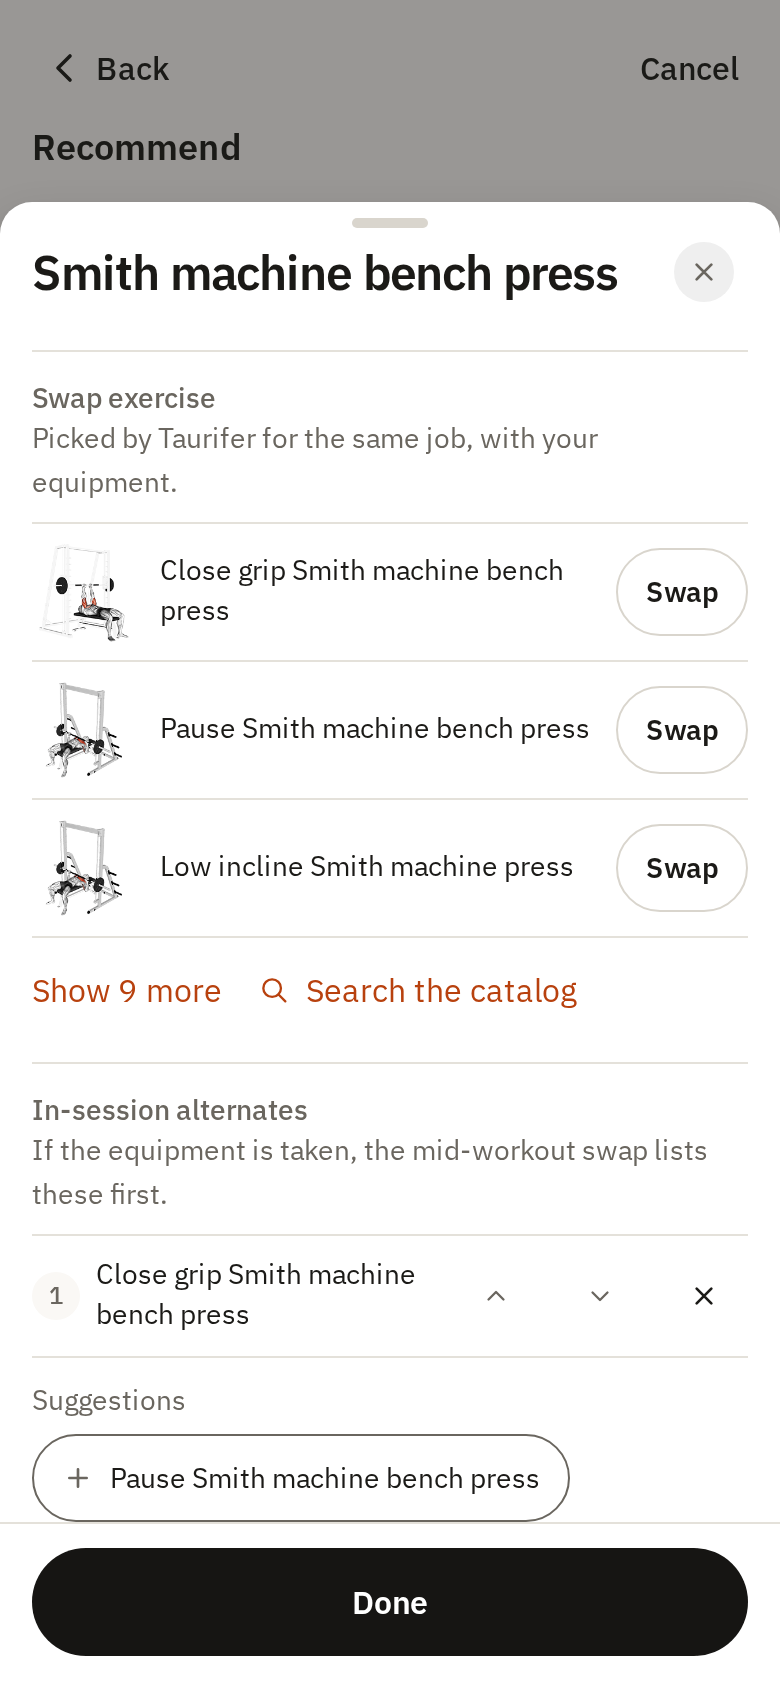 Back
Cancel
Recommend
Smith machine bench press
Swap exercise
Picked by Taurifer for the same job, with your
equipment.
Close grip Smith machine bench
press
Swap
Pause Smith machine bench press
Swap
Low incline Smith machine press
Swap
Show 9 more
Search the catalog
In-session alternates
If the equipment is taken, the mid-workout swap lists
these first.
1
Close grip Smith machine
bench press
Suggestions
Pause Smith machine bench press
Done